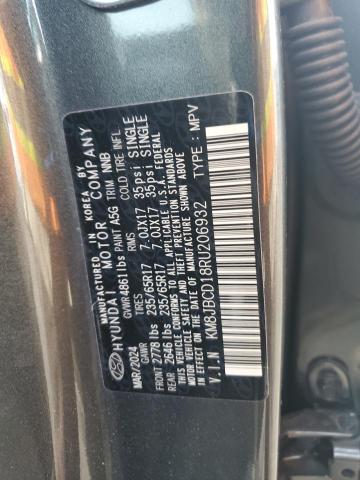 MANUFACTURED IN KOREA BY
HYUNDAI MOTOR COMPANY
MAR/2024 GVWR 4861 lbs PAINT A5G TRIM NNB
GAWR TIRES RIMS COLD TIRE INFL.
FRONT 2778 lbs 235/65R17 7.0JX17 35psi SINGLE
REAR 2646 lbs 235/65R17 7.0JX17 35psi SINGLE
THIS VEHICLE CONFORMS TO ALL APPLICABLE U.S.A FEDERAL
MOTOR VEHICLE SAFETY, BUMPER, AND THEFT PREVENTION STANDARDS
IN EFFECT ON THE DATE OF MANUFACTURE SHOWN ABOVE
V.I.N KM8JBCD18RU206932 TYPE : MPV